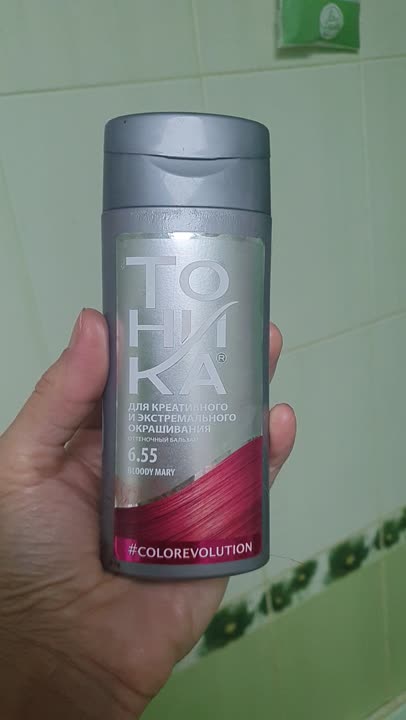 ТО
НИ
КА®
ДЛЯ КРЕАТИВНОГО
И ЭКСТРЕМАЛЬНОГО
ОКРАШИВАНИЯ
ОТТЕНОЧНЫЙ БАЛЬЗАМ
6.55
BLOODY MARY
#COLOREVOLUTION